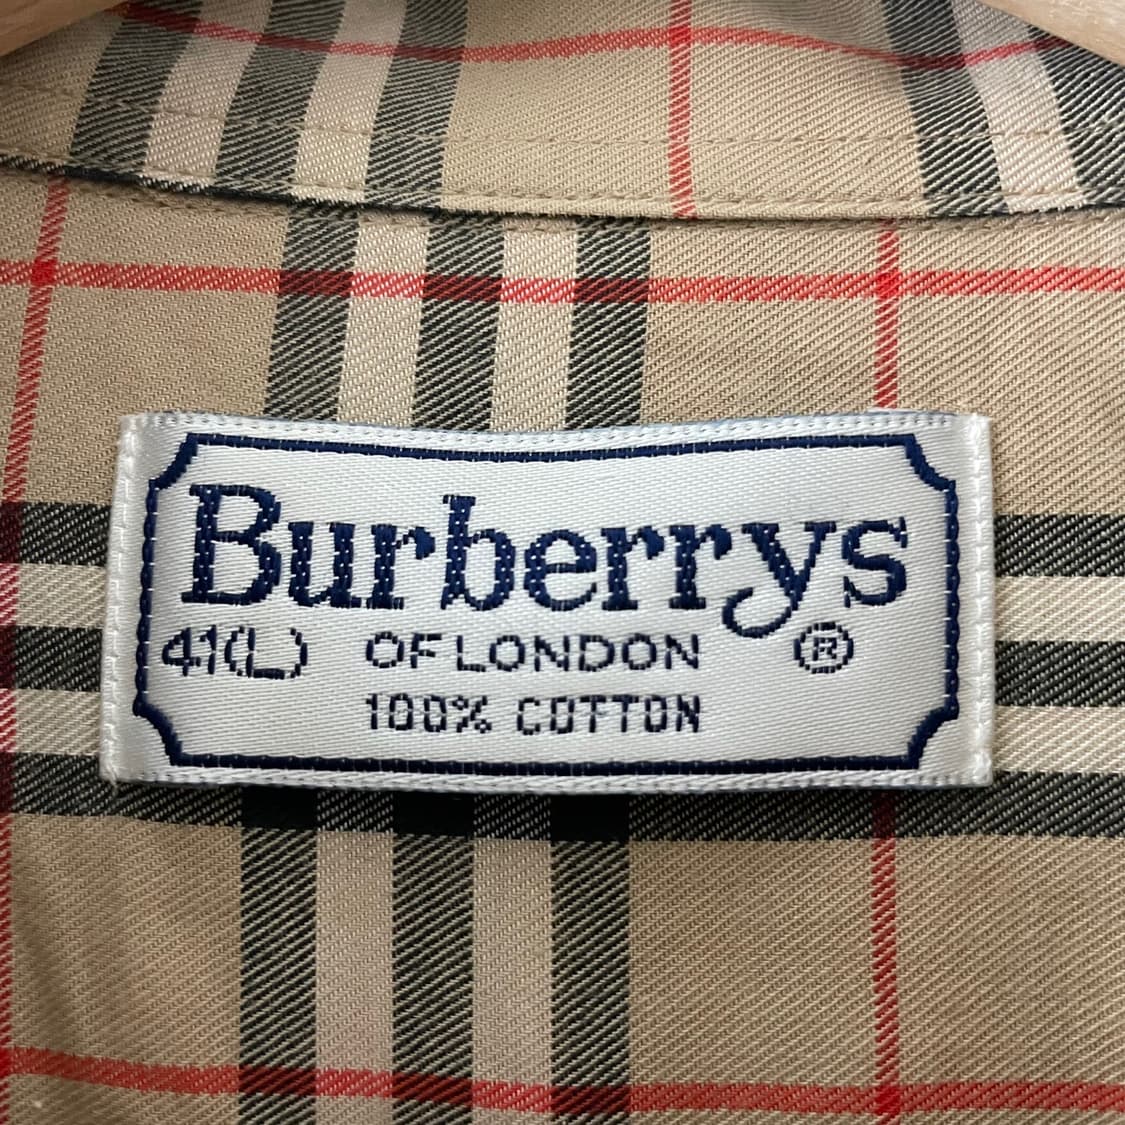 Burberrys
41(L) OF LONDON ®
100% COTTON